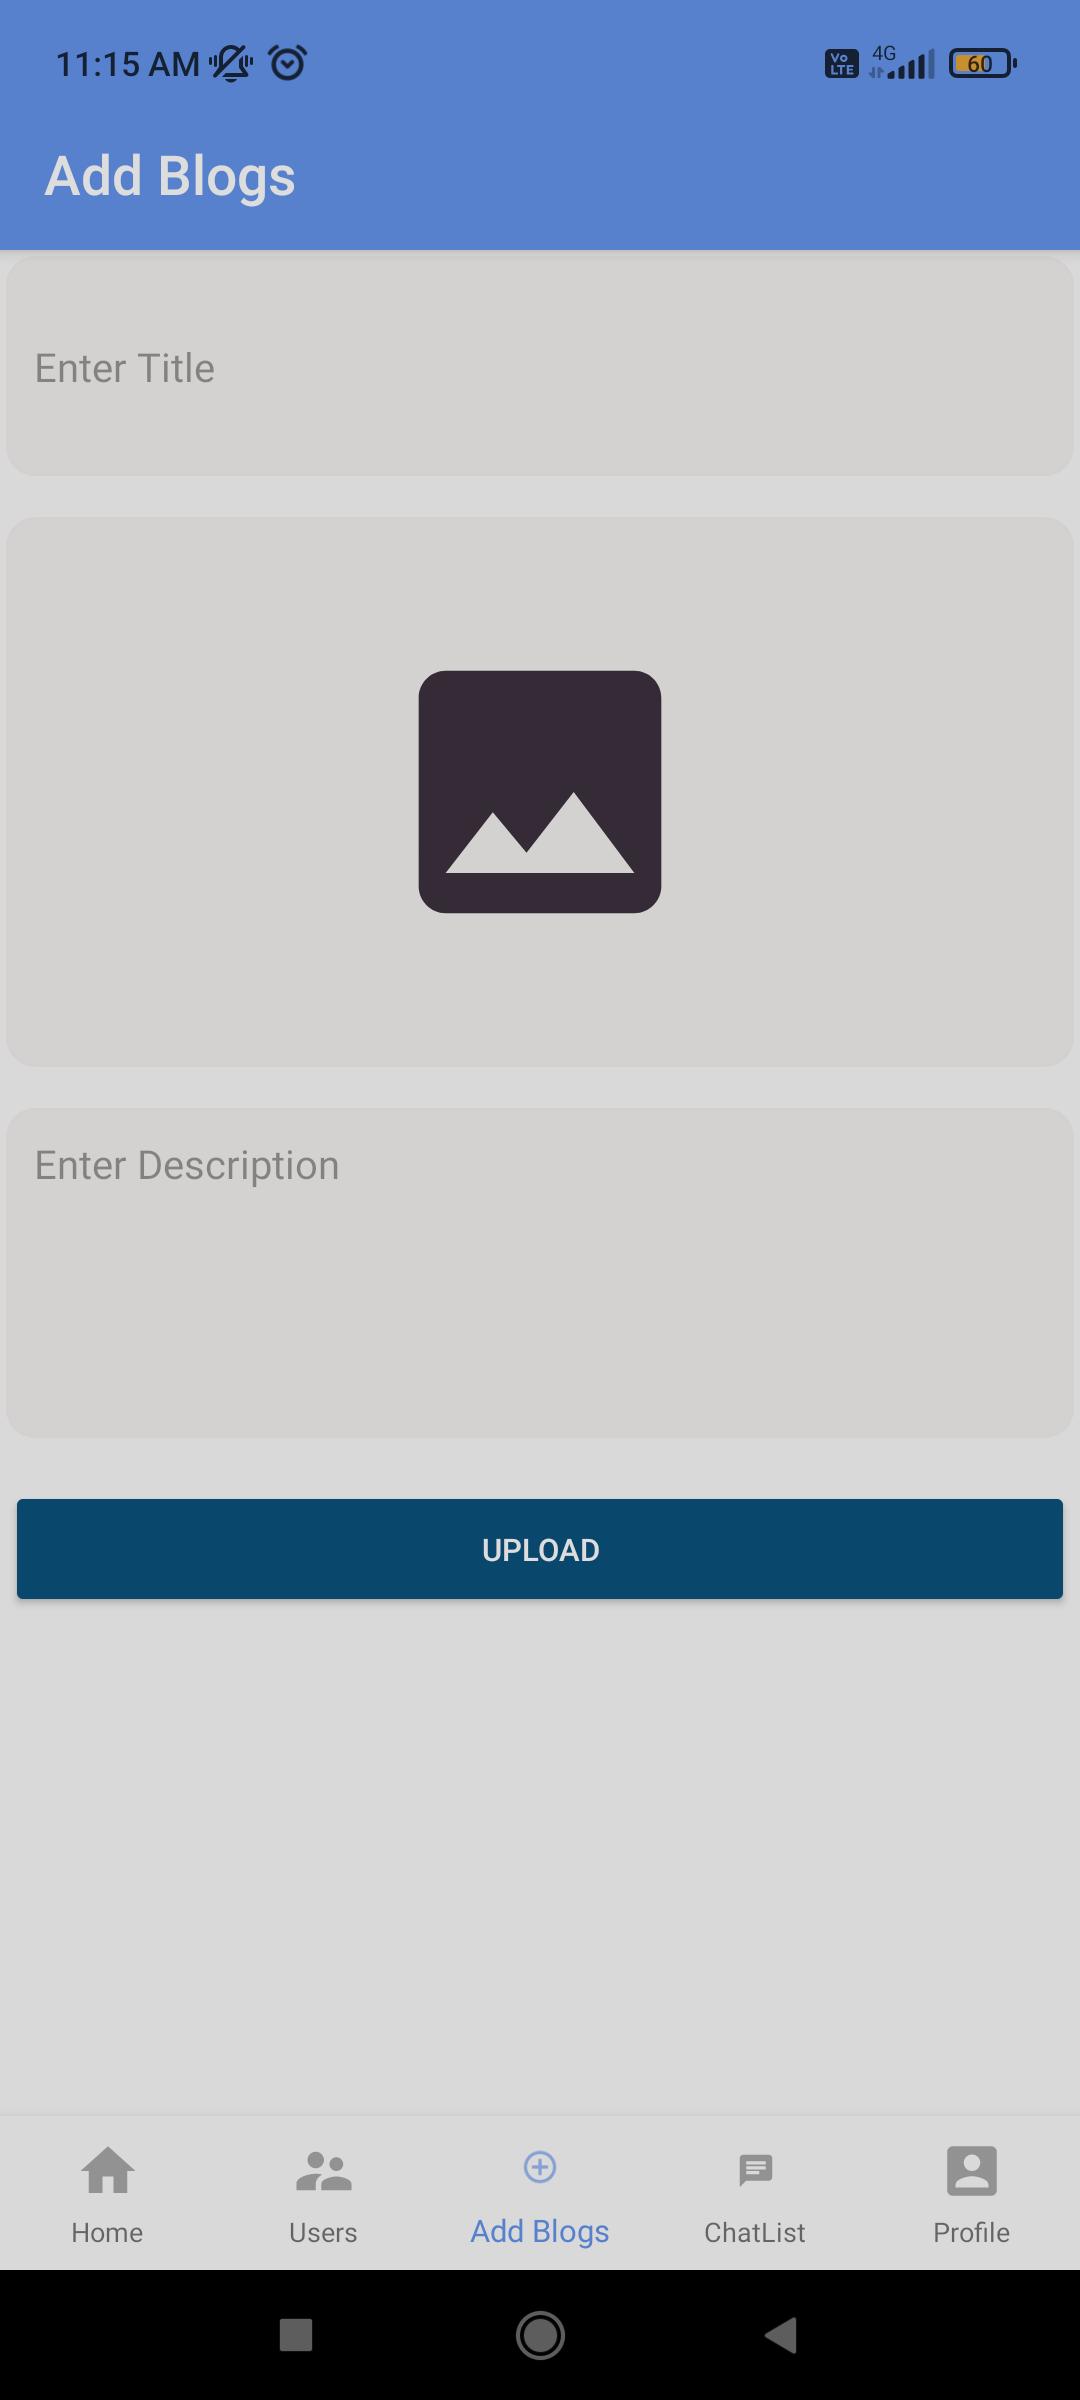 11:15 AM
Vo
LTE
4G
60
Add Blogs
Enter Title
Enter Description
UPLOAD
Home
Users
Add Blogs
ChatList
Profile